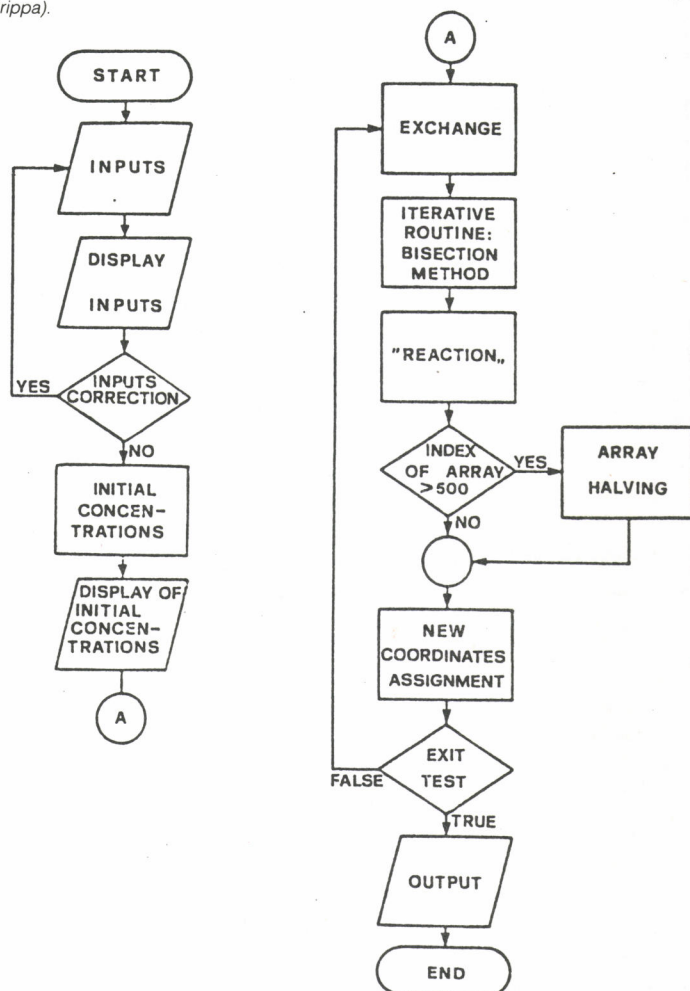 rippa).
START
INPUTS
DISPLAY
INPUTS
INPUTS
CORRECTION
YES
NO
INITIAL
CONCEN-
TRATIONS
DISPLAY OF
INITIAL
CONCEN-
TRATIONS
A
A
EXCHANGE
ITERATIVE
ROUTINE:
BISECTION
METHOD
"REACTION„
INDEX
OF ARRAY
>500
YES
ARRAY
HALVING
NO
NEW
COORDINATES
ASSIGNMENT
EXIT
TEST
FALSE
TRUE
OUTPUT
END